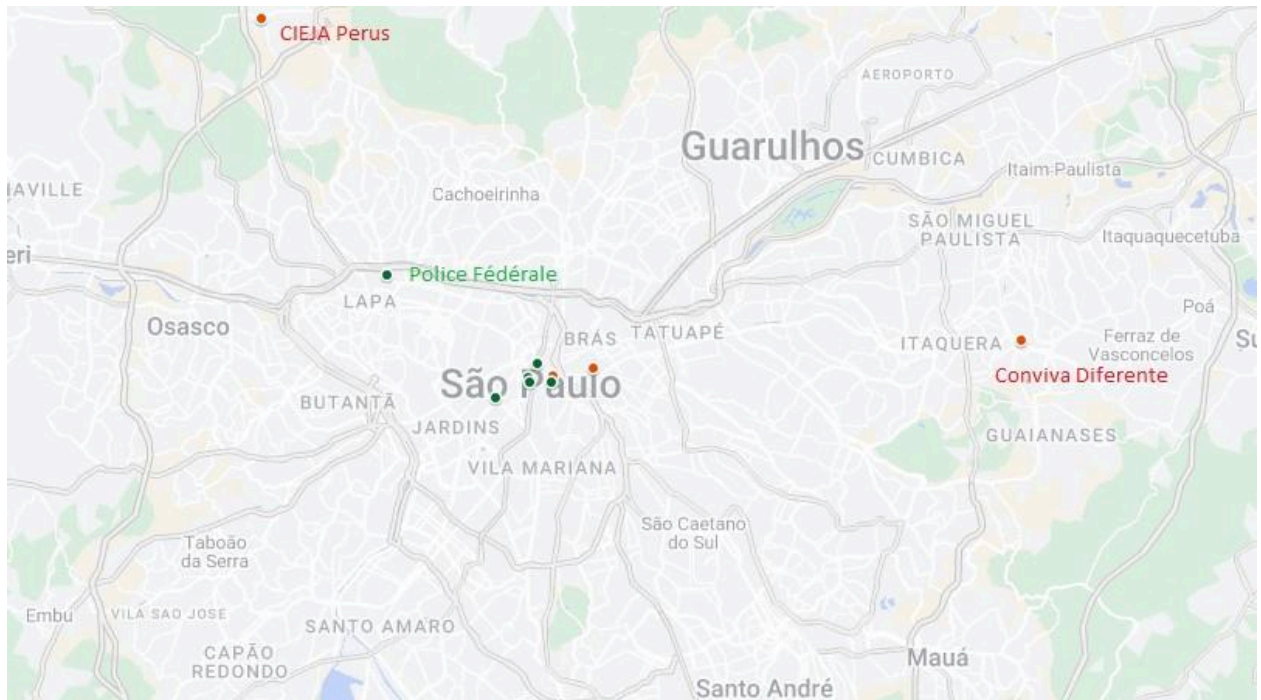 CIEJA Perus
AEROPORTO
Guarulhos
CUMBICA
Itaim Paulista
NAVILLE
Cachoeirinha
SÃO MIGUEL
PAULISTA
Itaquaquecetuba
eri
Police Fédérale
LAPA
Poá
Osasco
BRÁS
TATUAPÉ
ITAQUERA
Ferraz de
Vasconcelos
Su
Conviva Diferente
São Paulo
BUTANTÃ
JARDINS
GUAIANASES
VILA MARIANA
São Caetano
do Sul
Taboão
da Serra
Embu
VILA SAO JOSE
SANTO AMARO
CAPÃO
REDONDO
Mauá
Santo André